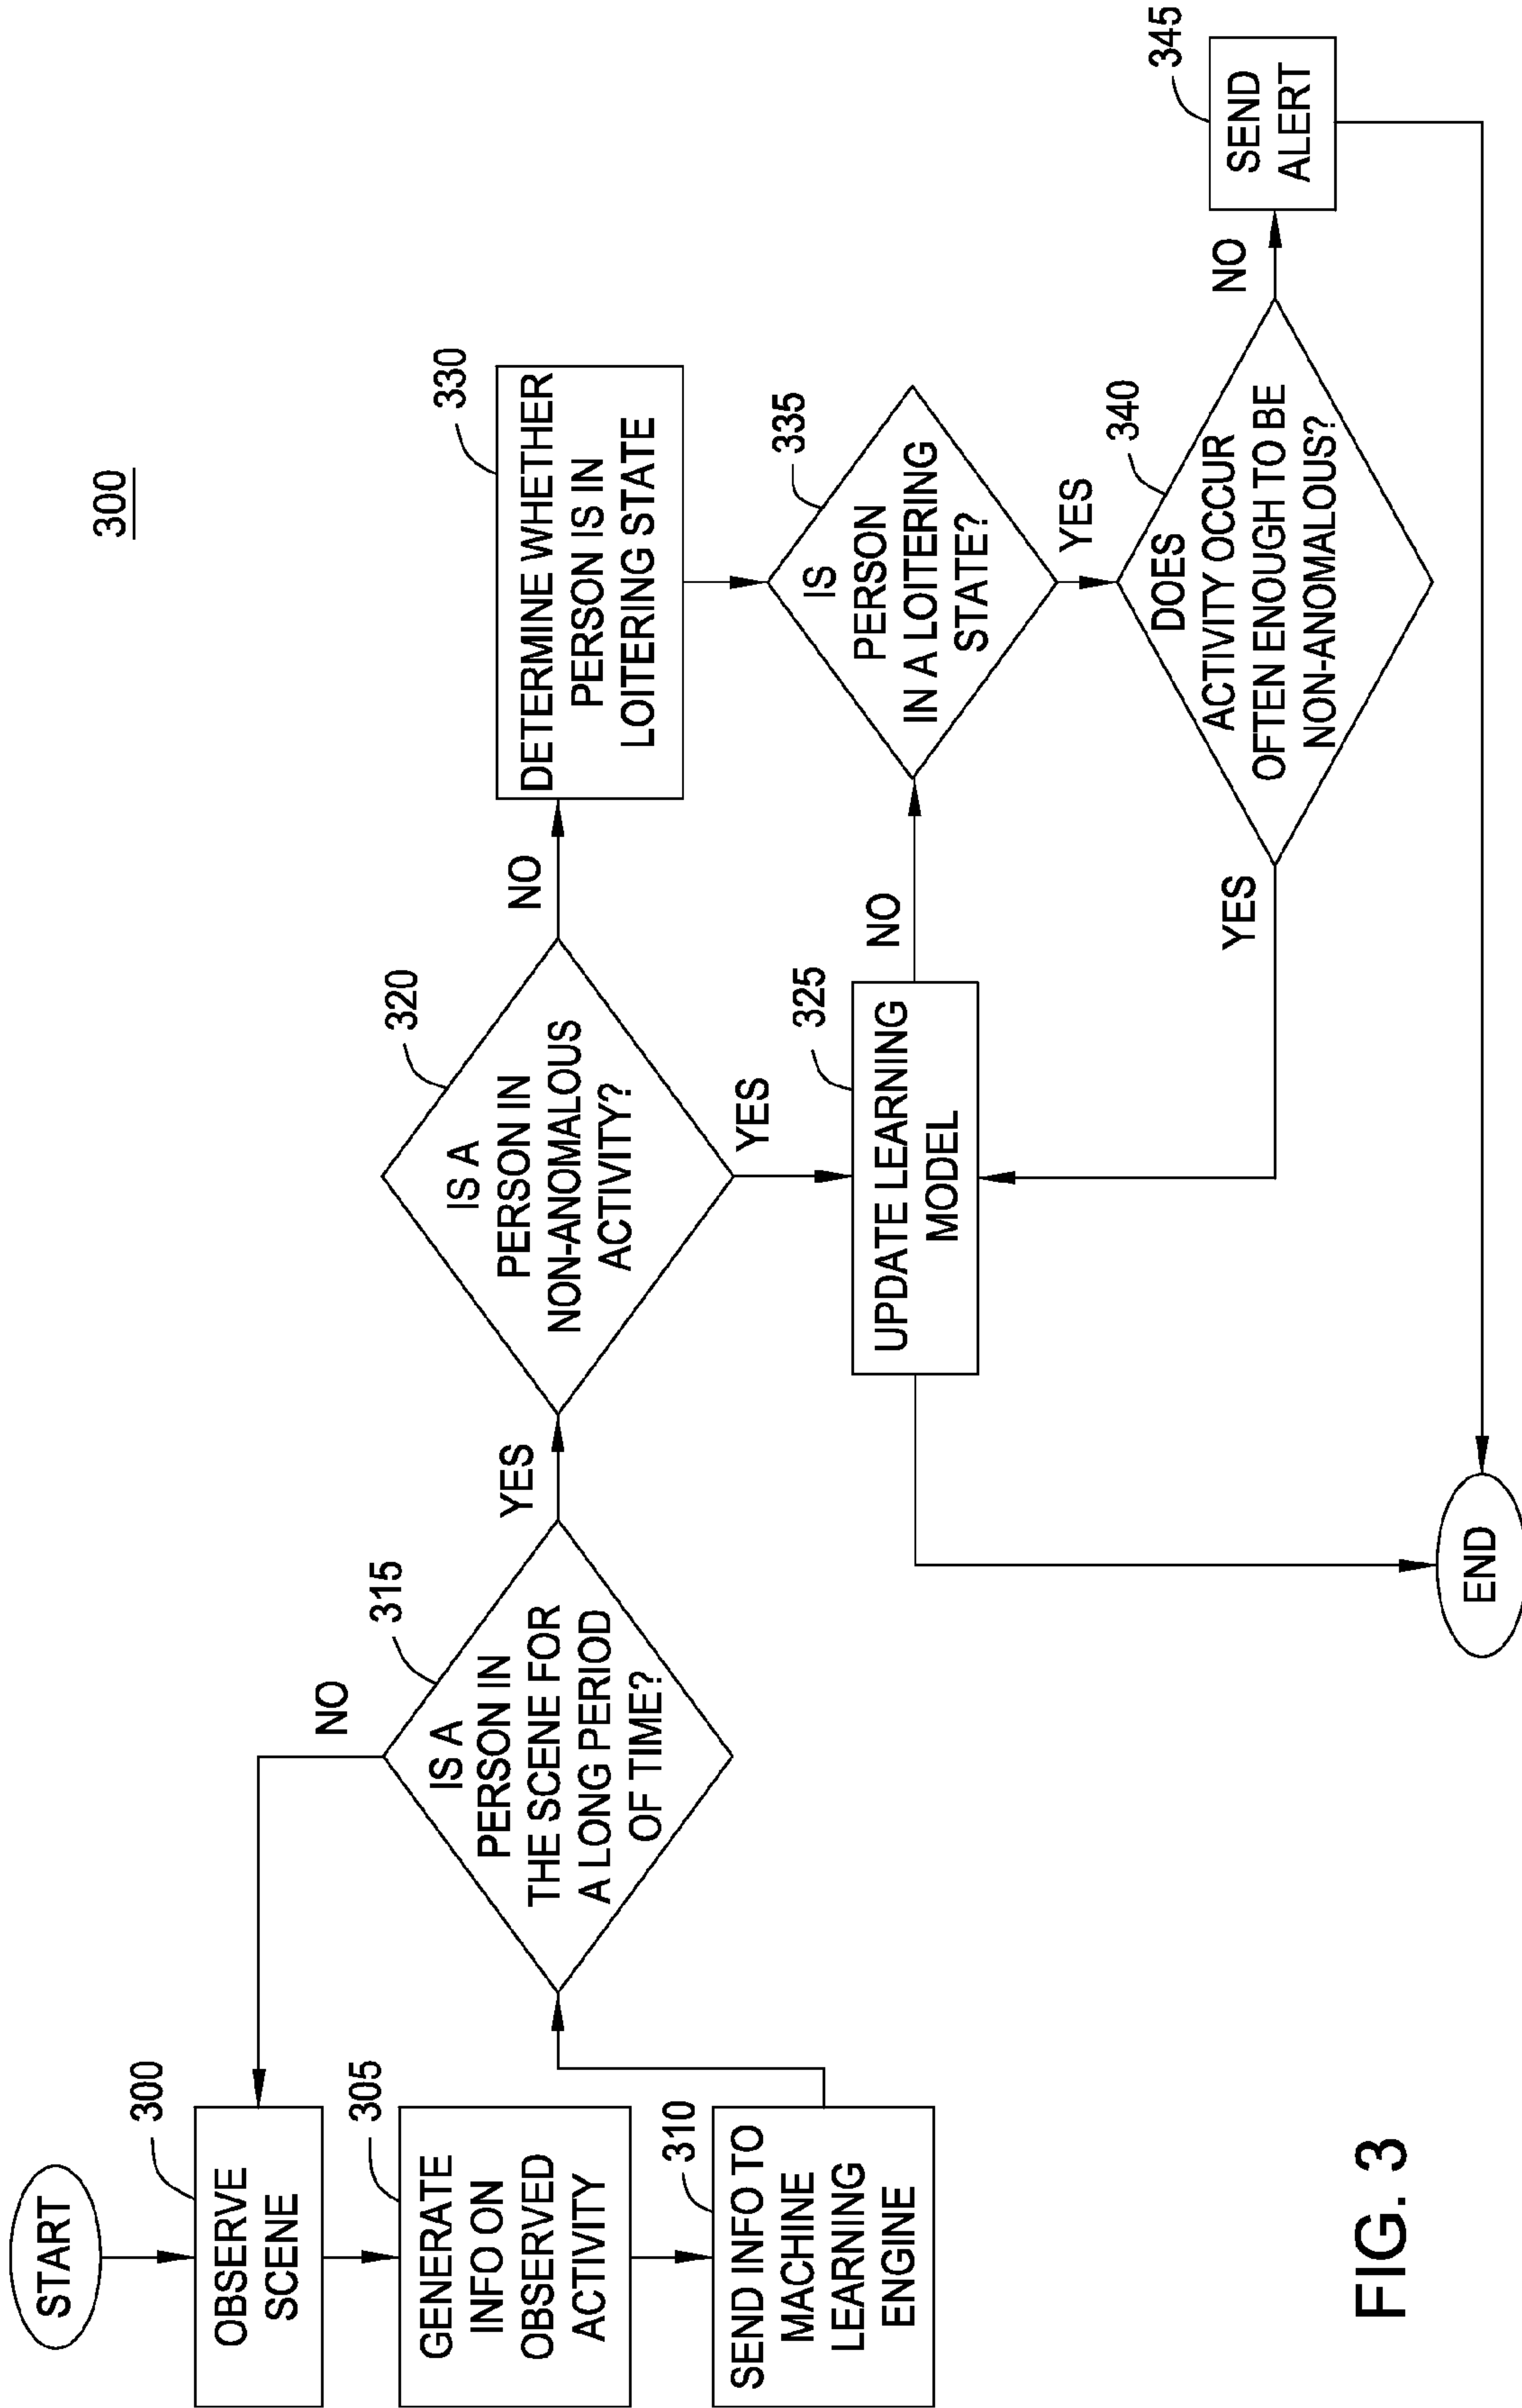 300
START
300
OBSERVE
SCENE
305
GENERATE
INFO ON
OBSERVED
ACTIVITY
310
SEND INFO TO
MACHINE
LEARNING
ENGINE
315
IS A
PERSON IN
THE SCENE FOR
A LONG PERIOD
OF TIME?
NO
YES
320
IS A
PERSON IN
NON-ANOMALOUS
ACTIVITY?
NO
YES
325
UPDATE LEARNING
MODEL
NO
330
DETERMINE WHETHER
PERSON IS IN
LOITERING STATE
335
IS
PERSON
IN A LOITERING
STATE?
YES
340
DOES
ACTIVITY OCCUR
OFTEN ENOUGH TO BE
NON-ANOMALOUS?
YES
NO
345
SEND
ALERT
END
FIG. 3